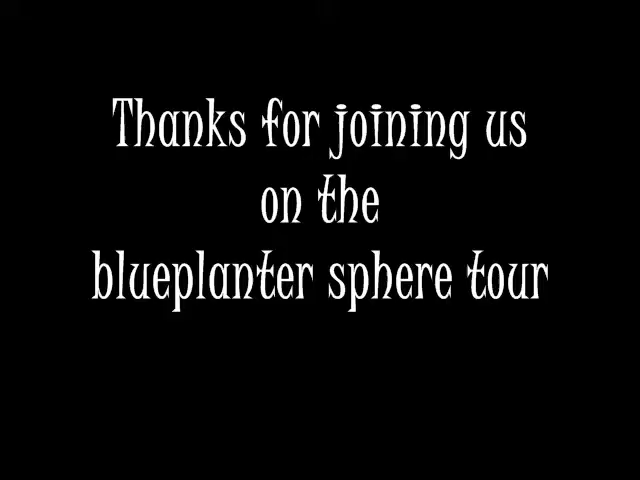 Thanks for joining us
on the
blueplanter sphere tour